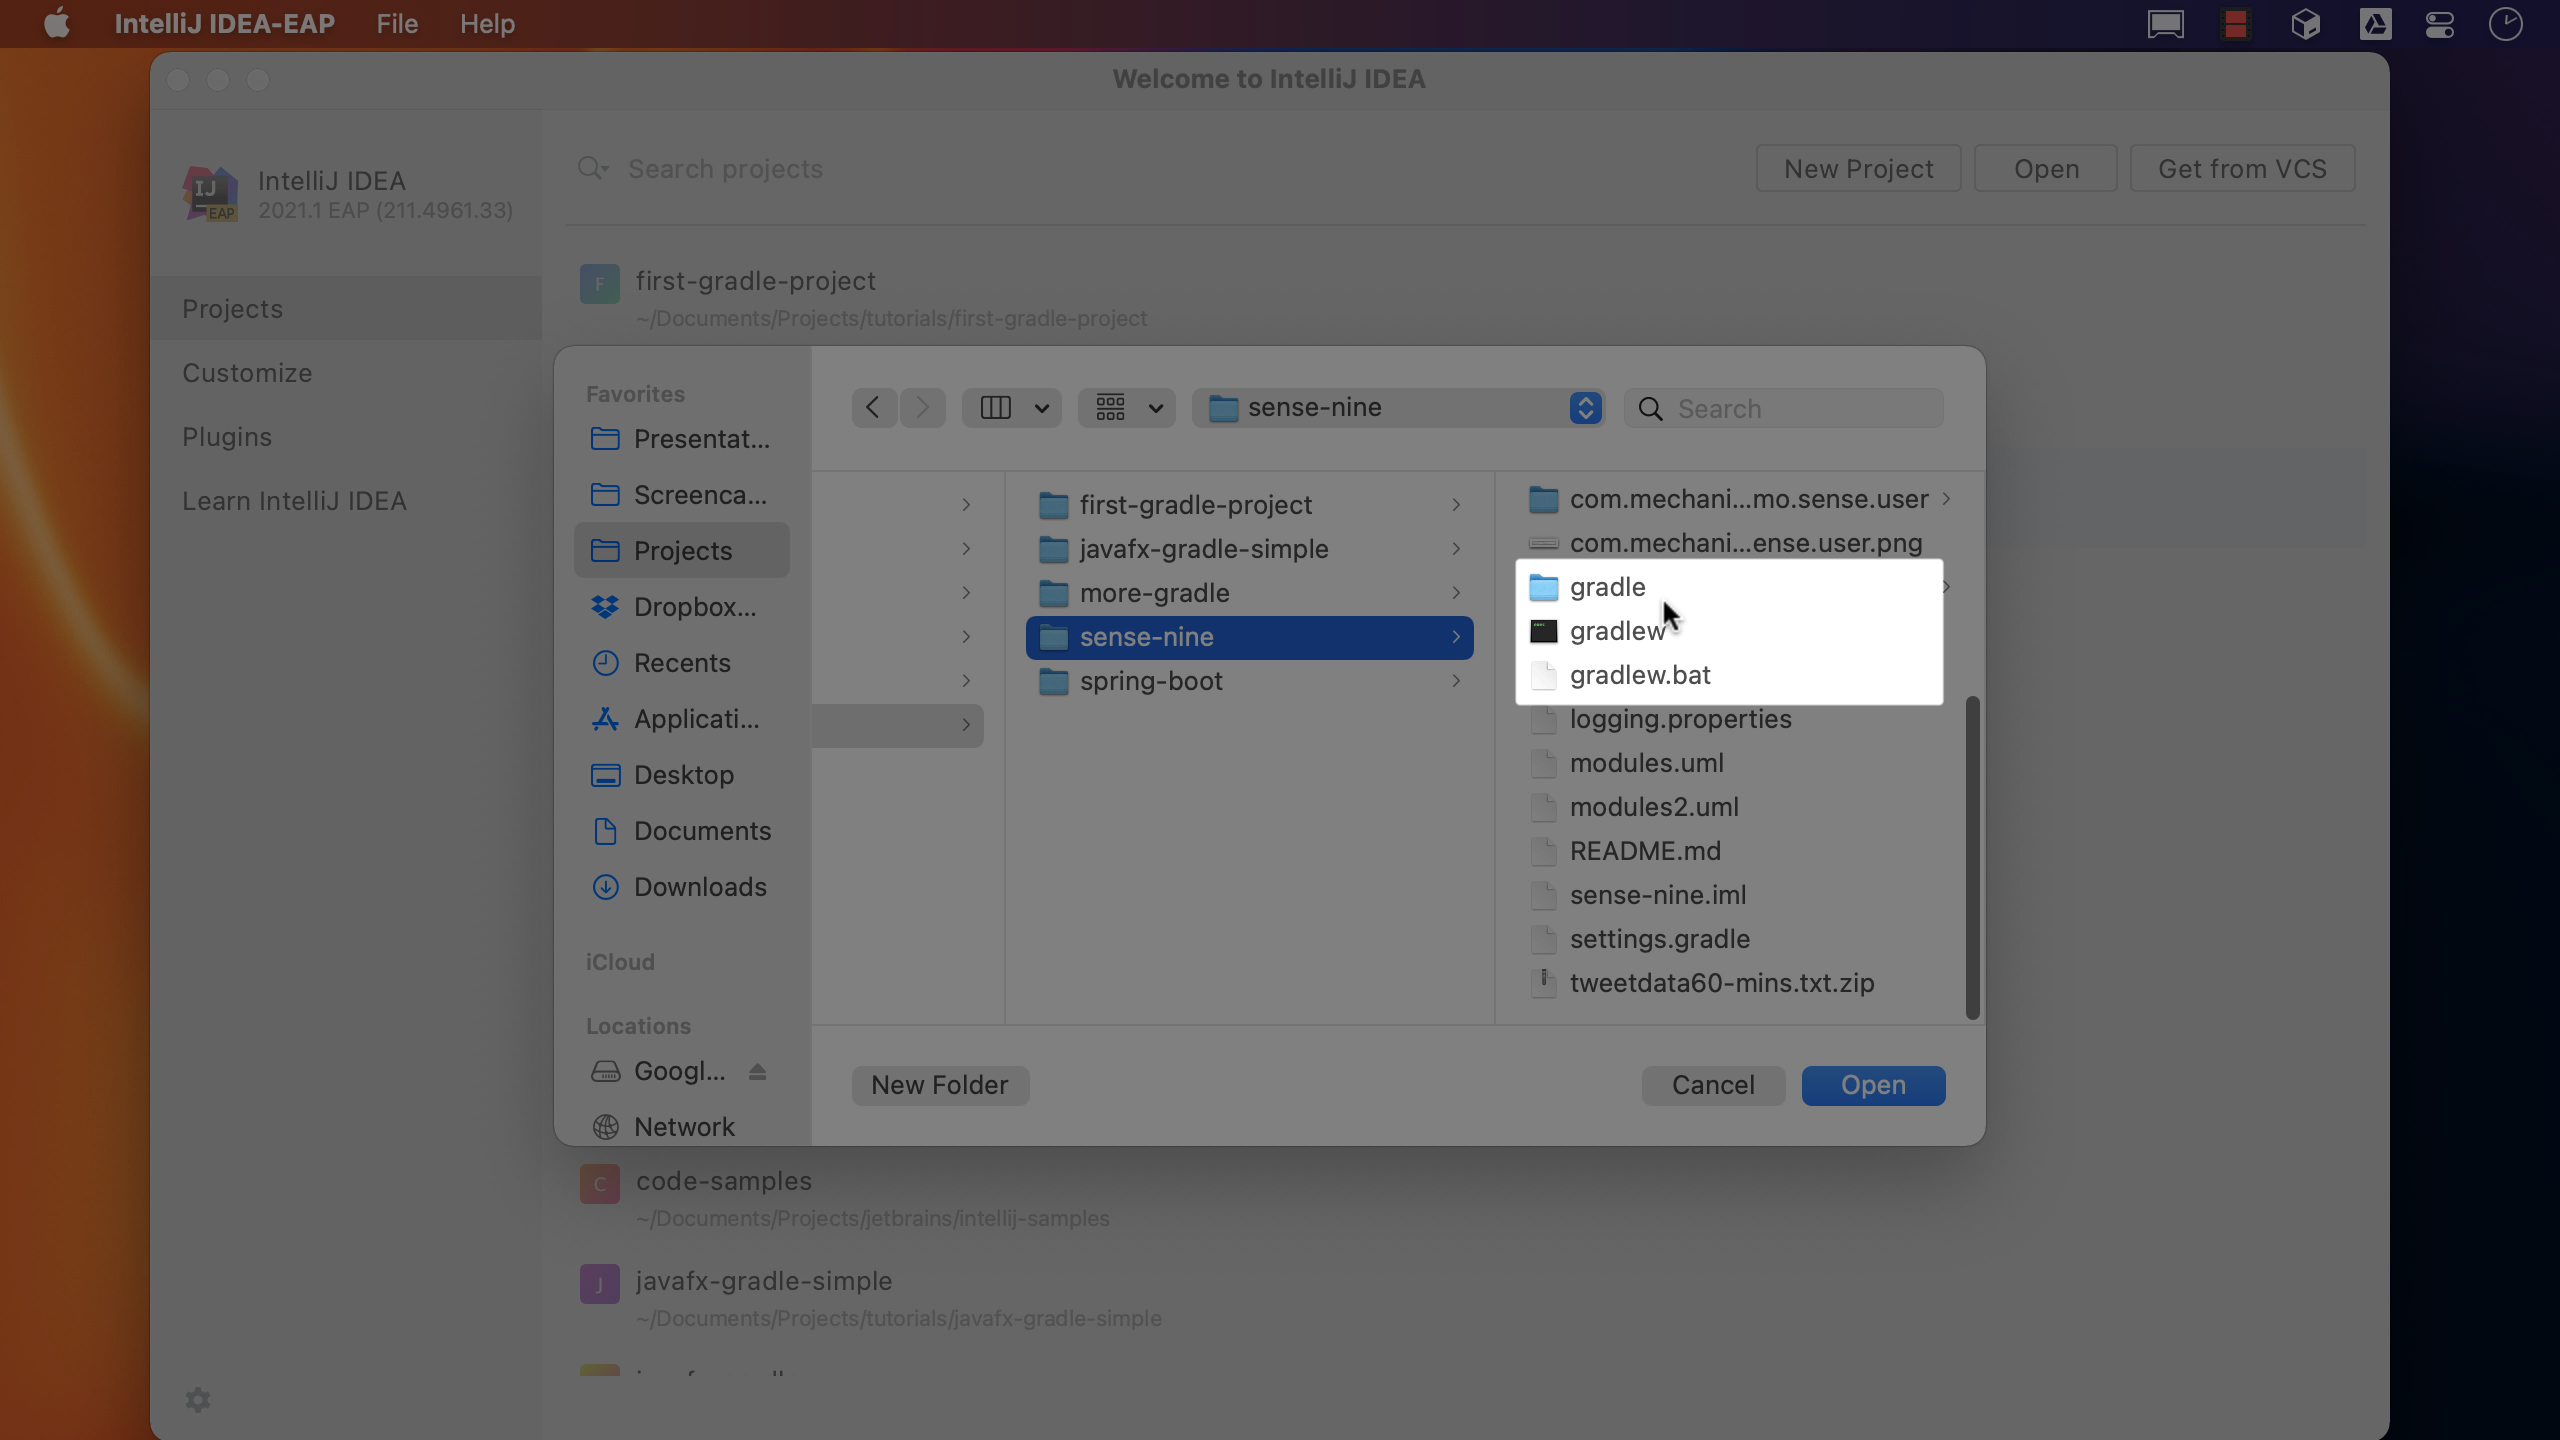 IntelliJ IDEA-EAP File Help
Welcome to IntelliJ IDEA
IJ
EAP
IntelliJ IDEA
2021.1 EAP (211.4961.33)
Search projects
New Project
Open
Get from VCS
Projects
Customize
Plugins
Learn IntelliJ IDEA
F
first-gradle-project
~/Documents/Projects/tutorials/first-gradle-project
Favorites
Presentat...
Screenca...
Projects
Dropbox...
Recents
Applicati...
Desktop
Documents
Downloads
iCloud
Locations
Googl...
Network
sense-nine
Search
first-gradle-project
javafx-gradle-simple
more-gradle
sense-nine
spring-boot
com.mechani...mo.sense.user
com.mechani...ense.user.png
gradle
gradlew
gradlew.bat
logging.properties
modules.uml
modules2.uml
README.md
sense-nine.iml
settings.gradle
tweetdata60-mins.txt.zip
New Folder
Cancel
Open
C
code-samples
~/Documents/Projects/jetbrains/intellij-samples
J
javafx-gradle-simple
~/Documents/Projects/tutorials/javafx-gradle-simple